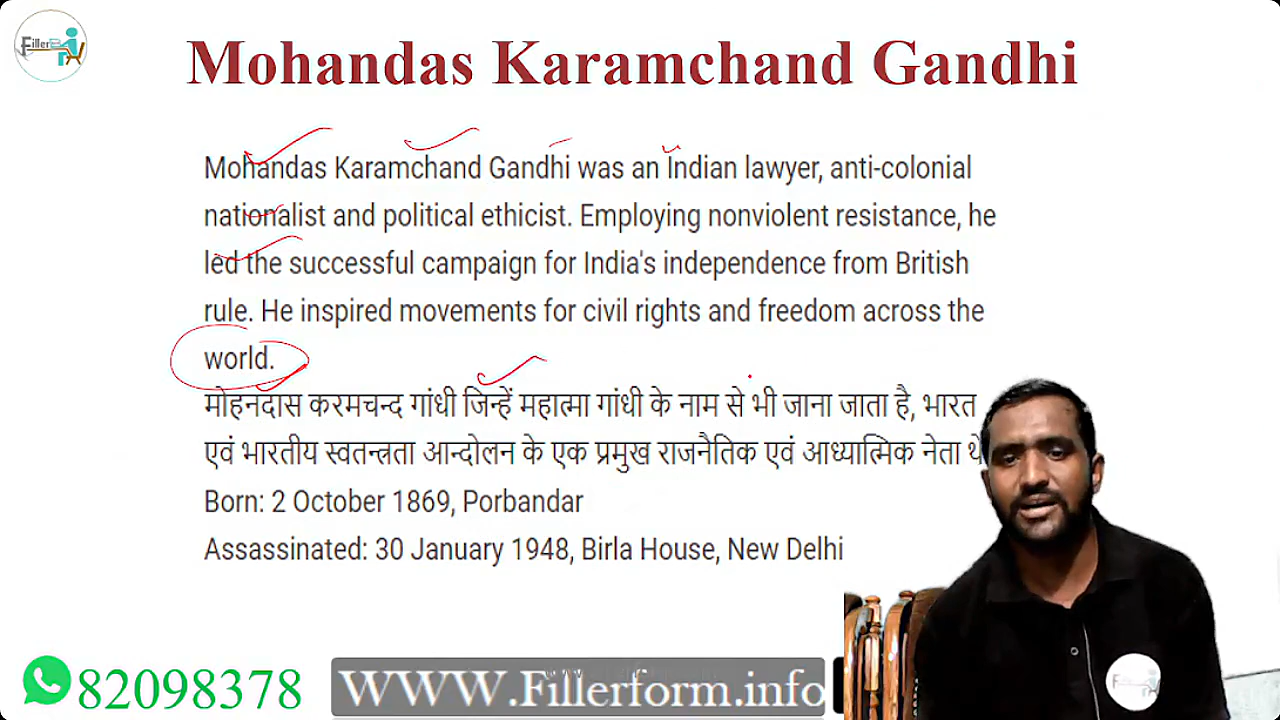 Filler
Mohandas Karamchand Gandhi
Mohandas Karamchand Gandhi was an Indian lawyer, anti-colonial
nationalist and political ethicist. Employing nonviolent resistance, he
led the successful campaign for India's independence from British
rule. He inspired movements for civil rights and freedom across the
world.
मोहनदास करमचन्द गांधी जिन्हें महात्मा गांधी के नाम से भी जाना जाता है, भारत
एवं भारतीय स्वतन्त्रता आन्दोलन के एक प्रमुख राजनैतिक एवं आध्यात्मिक नेता थे
Born: 2 October 1869, Porbandar
Assassinated: 30 January 1948, Birla House, New Delhi
82098378
WWW.Fillerform.info